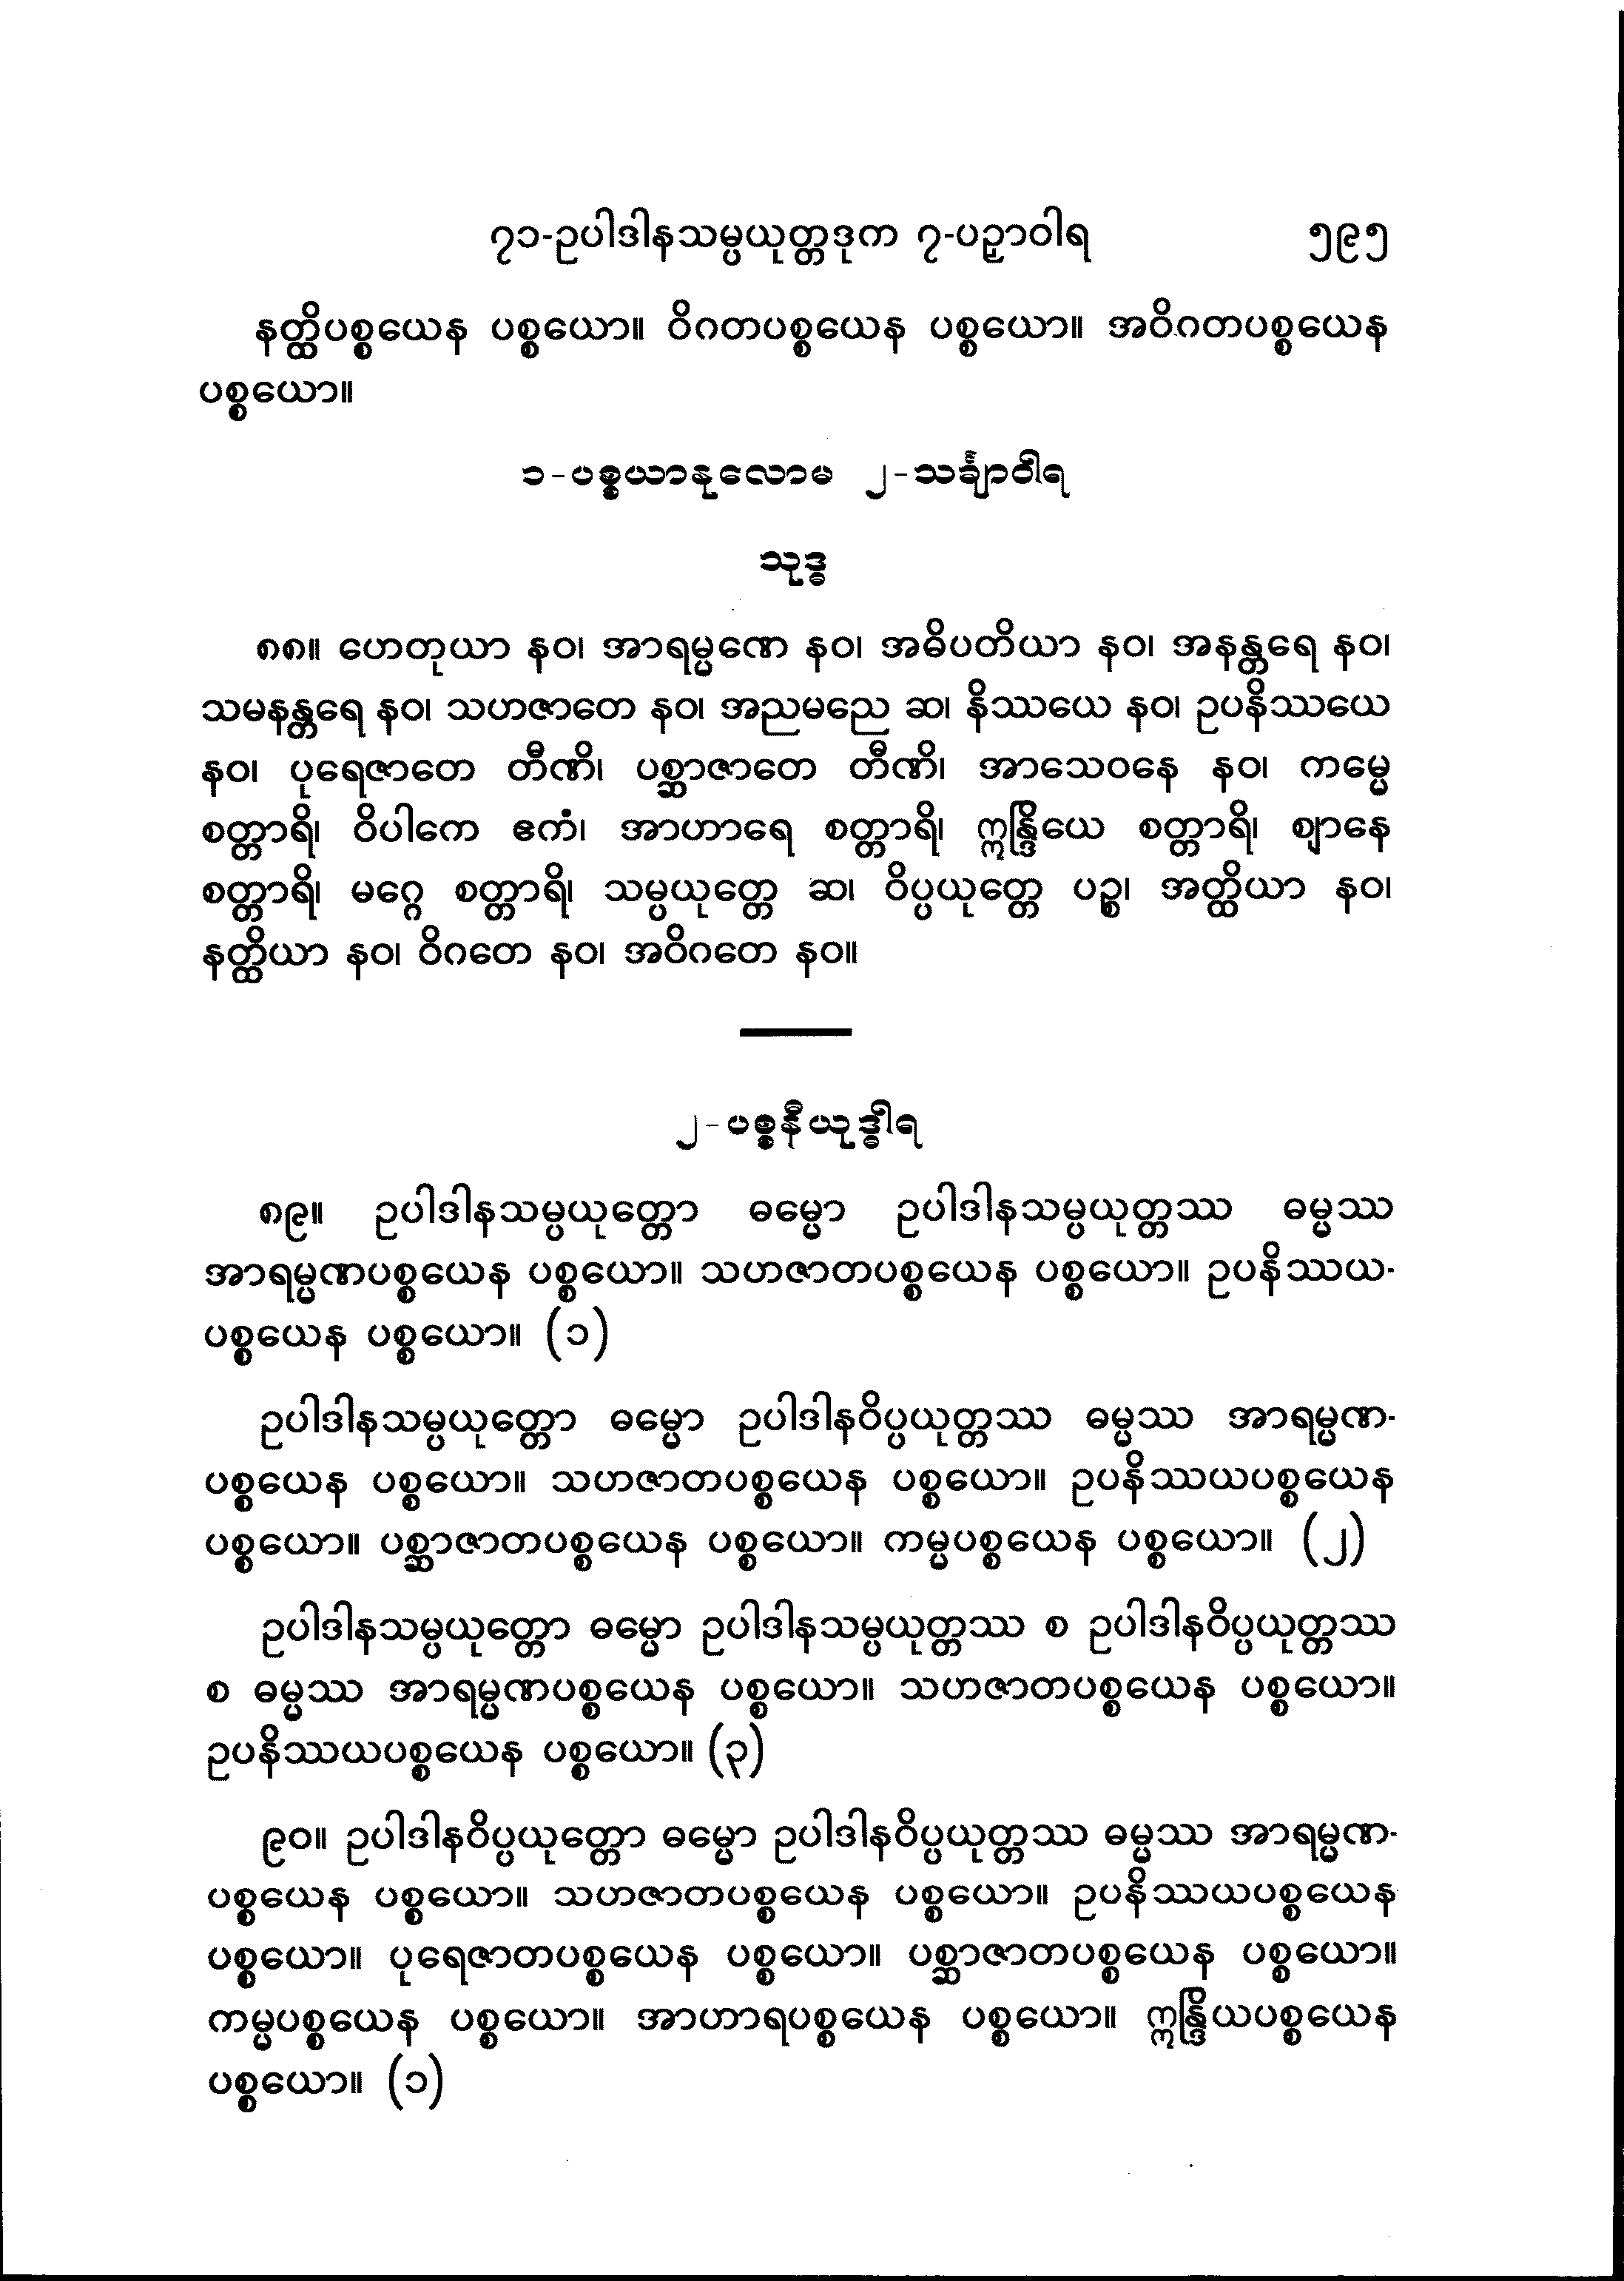 ၇၁-ဥပါဒါနသမ္ပယုတ္တဒုက ၇-ပဉှာဝါရ ၅၉၅
နတ္ထိပစ္စယေန ပစ္စယော။ ဝိဂတပစ္စယေန ပစ္စယော။ အဝိဂတပစ္စယေန
ပစ္စယော။
၁-ပစ္စယာနုလောမ ၂-သင်္ချာဝါရ
သုဒ္ဓ
၈၈။ ဟေတုယာ နဝ၊ အာရမ္မဏေ နဝ၊ အဓိပတိယာ နဝ၊ အနန္တရေ နဝ၊
သမနန္တရေ နဝ၊ သဟဇာတေ နဝ၊ အညမညေ ဆ၊ နိဿယေ နဝ၊ ဥပနိဿယေ
နဝ၊ ပုရေဇာတေ တီဏိ၊ ပစ္ဆာဇာတေ တီဏိ၊ အာသေဝနေ နဝ၊ ကမ္မေ
စတ္တာရိ၊ ဝိပါကေ ဧကံ၊ အာဟာရေ စတ္တာရိ၊ ဣန္ဒြိယေ စတ္တာရိ၊ ဈာနေ
စတ္တာရိ၊ မဂ္ဂေ စတ္တာရိ၊ သမ္ပယုတ္တေ ဆ၊ ဝိပ္ပယုတ္တေ ပဉ္စ၊ အတ္ထိယာ နဝ၊
နတ္ထိယာ နဝ၊ ဝိဂတေ နဝ၊ အဝိဂတေ နဝ။
၂-ပစ္စနီယုဒ္ဓါရ
၈၉။ ဥပါဒါနသမ္ပယုတ္တော ဓမ္မော ဥပါဒါနသမ္ပယုတ္တဿ ဓမ္မဿ
အာရမ္မဏပစ္စယေန ပစ္စယော။ သဟဇာတပစ္စယေန ပစ္စယော။ ဥပနိဿယ-
ပစ္စယေန ပစ္စယော။ (၁)
ဥပါဒါနသမ္ပယုတ္တော ဓမ္မော ဥပါဒါနဝိပ္ပယုတ္တဿ ဓမ္မဿ အာရမ္မဏ-
ပစ္စယေန ပစ္စယော။ သဟဇာတပစ္စယေန ပစ္စယော။ ဥပနိဿယပစ္စယေန
ပစ္စယော။ ပစ္ဆာဇာတပစ္စယေန ပစ္စယော။ ကမ္မပစ္စယေန ပစ္စယော။ (၂)
ဥပါဒါနသမ္ပယုတ္တော ဓမ္မော ဥပါဒါနသမ္ပယုတ္တဿ စ ဥပါဒါနဝိပ္ပယုတ္တဿ
စ ဓမ္မဿ အာရမ္မဏပစ္စယေန ပစ္စယော။ သဟဇာတပစ္စယေန ပစ္စယော။
ဥပနိဿယပစ္စယေန ပစ္စယော။ (၃)
၉၀။ ဥပါဒါနဝိပ္ပယုတ္တော ဓမ္မော ဥပါဒါနဝိပ္ပယုတ္တဿ ဓမ္မဿ အာရမ္မဏ-
ပစ္စယေန ပစ္စယော။ သဟဇာတပစ္စယေန ပစ္စယော။ ဥပနိဿယပစ္စယေန
ပစ္စယော။ ပုရေဇာတပစ္စယေန ပစ္စယော။ ပစ္ဆာဇာတပစ္စယေန ပစ္စယော။
ကမ္မပစ္စယေန ပစ္စယော။ အာဟာရပစ္စယေန ပစ္စယော။ ဣန္ဒြိယပစ္စယေန
ပစ္စယော။ (၁)